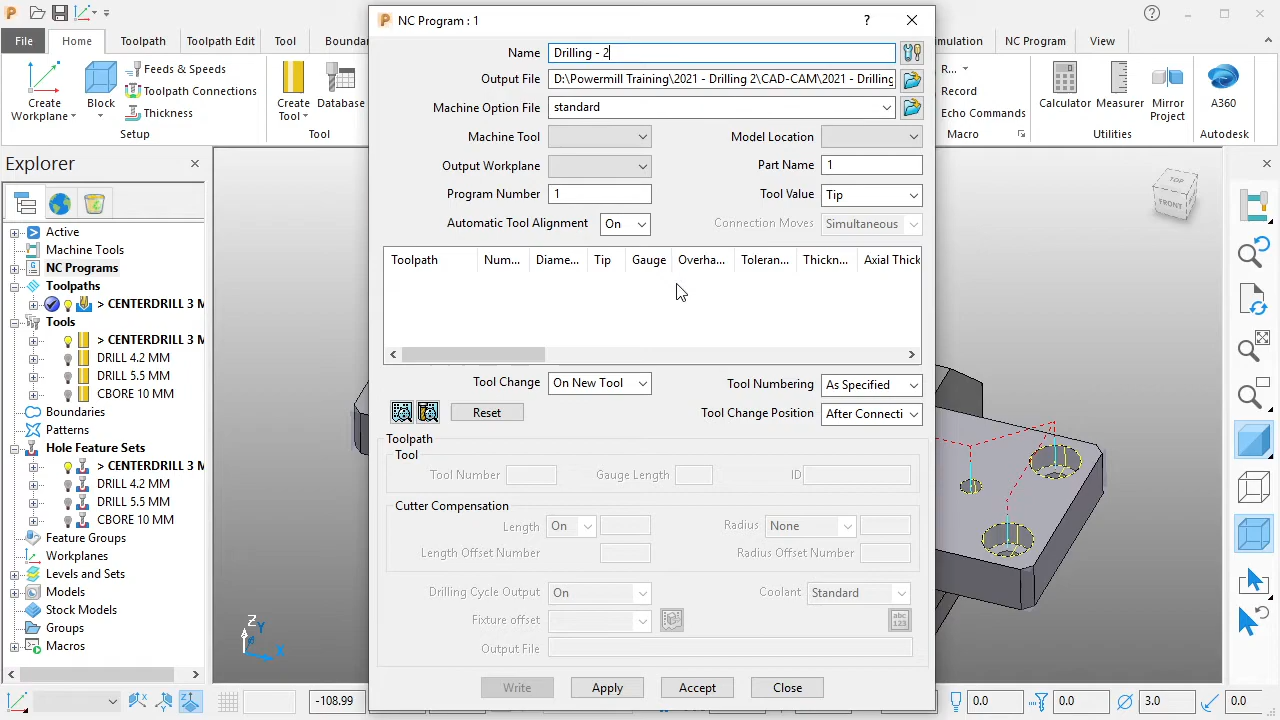 P
NC Program : 1
?
File
Home
Toolpath
Toolpath Edit
Tool
Boundar
mulation
NC Program
View
Create
Workplane
Block
Feeds & Speeds
Toolpath Connections
Thickness
Setup
Create
Tool
Database
Tool
R...
Record
Echo Commands
Macro
Calculator
Measurer
Mirror
Project
Utilities
A360
Autodesk
Name
Drilling - 2
Output File
D:\Powermill Training\2021 - Drilling 2\CAD-CAM\2021 - Drilling
Machine Option File
standard
Machine Tool
Model Location
Output Workplane
Part Name
1
Program Number
1
Tool Value
Tip
Automatic Tool Alignment
On
Connection Moves
Simultaneous
Toolpath
Num...
Diame...
Tip
Gauge
Overha...
Toleran...
Thickn...
Axial Thick
Tool Change
On New Tool
Tool Numbering
As Specified
Reset
Tool Change Position
After Connecti
Toolpath
Tool
Tool Number
Gauge Length
ID
Cutter Compensation
Length
On
Radius
None
Length Offset Number
Radius Offset Number
Drilling Cycle Output
On
Coolant
Standard
Fixture offset
abc
123
Output File
Write
Apply
Accept
Close
Explorer
Active
Machine Tools
NC Programs
Toolpaths
> CENTERDRILL 3 M
Tools
> CENTERDRILL 3 M
DRILL 4.2 MM
DRILL 5.5 MM
CBORE 10 MM
Boundaries
Patterns
Hole Feature Sets
> CENTERDRILL 3 M
DRILL 4.2 MM
DRILL 5.5 MM
CBORE 10 MM
Feature Groups
Workplanes
Levels and Sets
Models
Stock Models
Groups
Macros
TOP
FRONT
Z
Y
X
-108.99
0.0
0.0
3.0
0.0